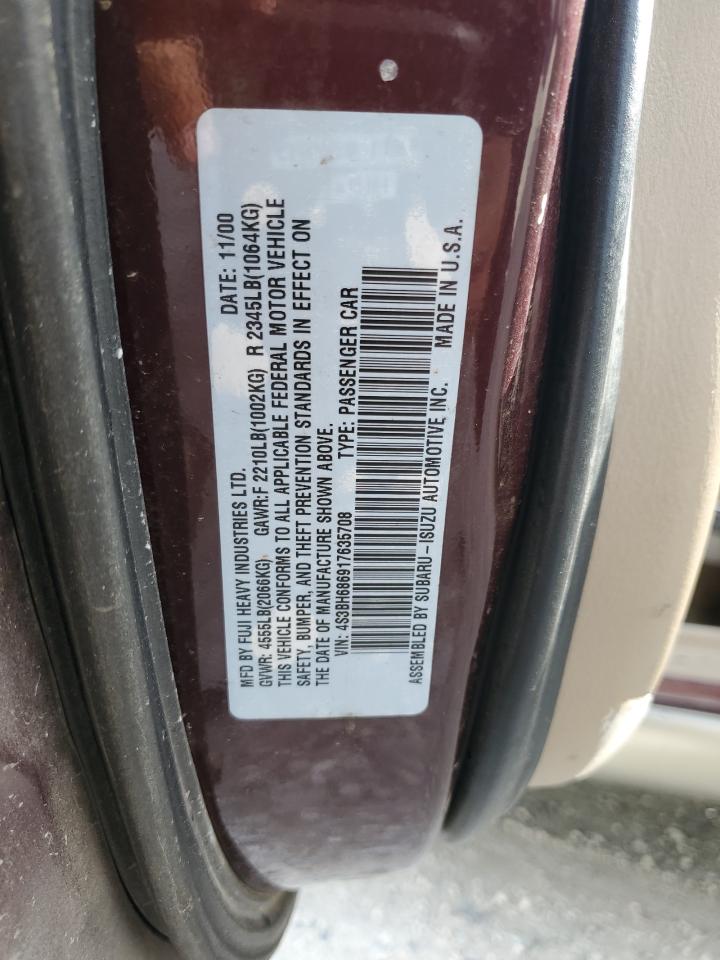 MFD BY FUJI HEAVY INDUSTRIES LTD. DATE: 11/00
GVWR: 4555LB(2066KG) GAWR:F 2210LB(1002KG) R 2345LB(1064KG)
THIS VEHICLE CONFORMS TO ALL APPLICABLE FEDERAL MOTOR VEHICLE
SAFETY, BUMPER, AND THEFT PREVENTION STANDARDS IN EFFECT ON
THE DATE OF MANUFACTURE SHOWN ABOVE.
VIN: 4S3BH686917635708 TYPE: PASSENGER CAR
ASSEMBLED BY SUBARU-ISUZU AUTOMOTIVE INC. MADE IN U.S.A.